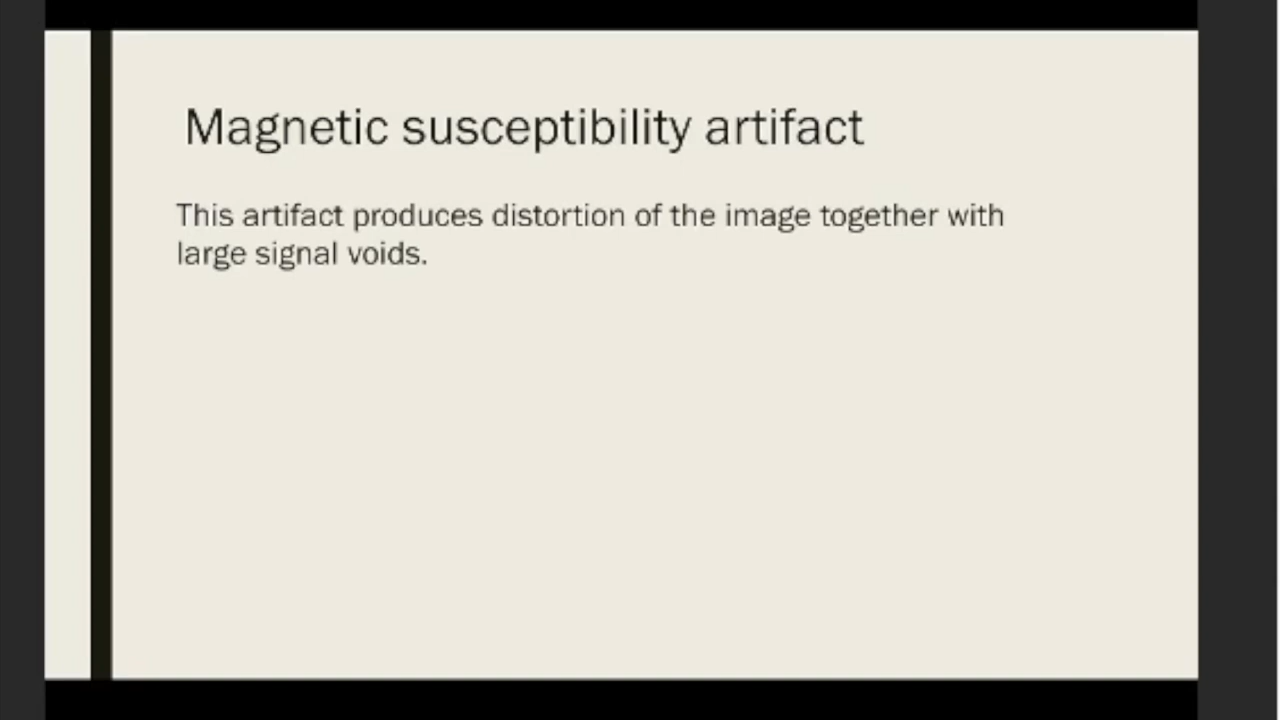 Magnetic susceptibility artifact
This artifact produces distortion of the image together with
large signal voids.